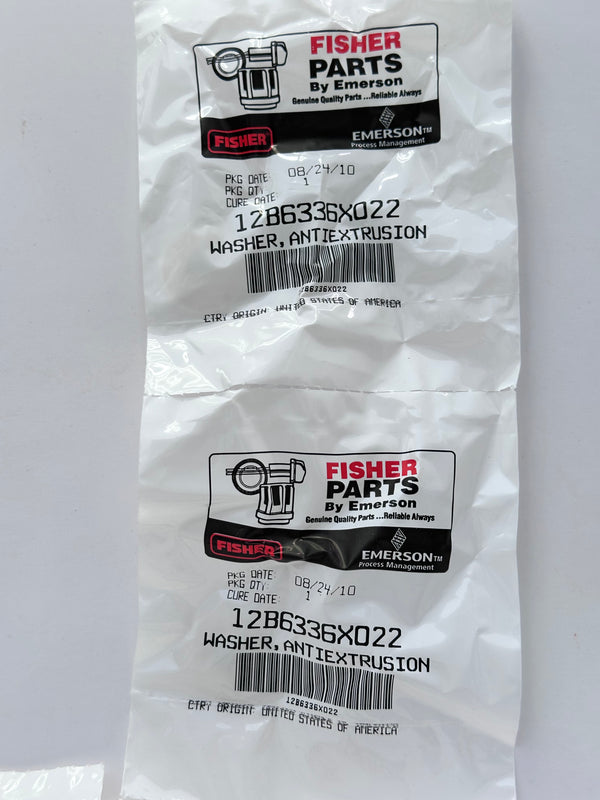 FISHER
PARTS
By Emerson
Genuine Quality Parts ...Reliable Always
FISHER
EMERSON™
Process Management
PKG DATE: 08/24/10
PKG QTY: 1
CURE DATE:
12B6336X022
WASHER,ANTIEXTRUSION
12B6336X022
CTRY ORIGIN: UNITED STATES OF AMERICA
FISHER
PARTS
By Emerson
Genuine Quality Parts ...Reliable Always
FISHER
EMERSON™
Process Management
PKG DATE: 08/24/10
PKG QTY: 1
CURE DATE:
12B6336X022
WASHER,ANTIEXTRUSION
12B6336X022
CTRY ORIGIN: UNITED STATES OF AMERICA